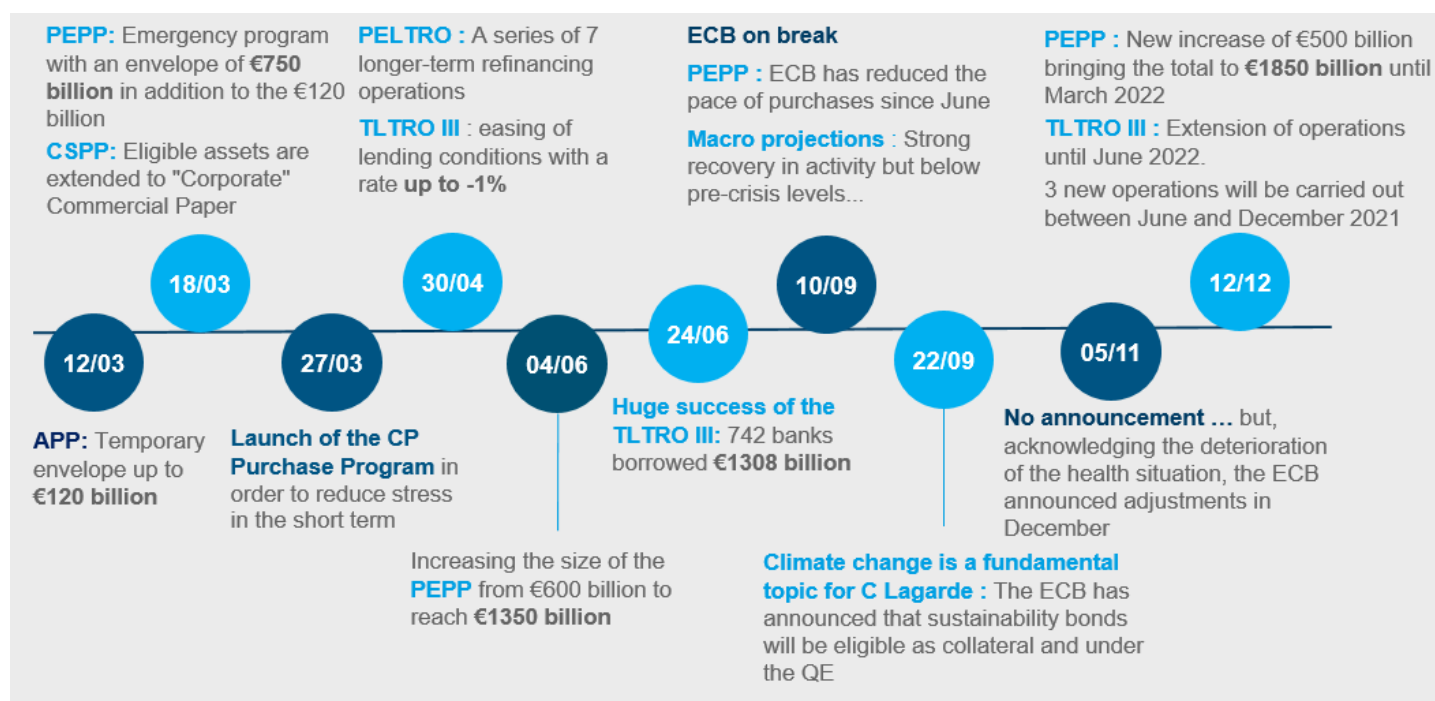 PEPP: Emergency program
with an envelope of €750
billion in addition to the €120
billion
CSPP: Eligible assets are
extended to "Corporate"
Commercial Paper
PELTRO : A series of 7
longer-term refinancing
operations
TLTRO III : easing of
lending conditions with a
rate up to -1%
ECB on break
PEPP : ECB has reduced the
pace of purchases since June
Macro projections : Strong
recovery in activity but below
pre-crisis levels...
PEPP : New increase of €500 billion
bringing the total to €1850 billion until
March 2022
TLTRO III : Extension of operations
until June 2022.
3 new operations will be carried out
between June and December 2021
12/03
18/03
27/03
30/04
04/06
24/06
10/09
22/09
05/11
12/12
APP: Temporary
envelope up to
€120 billion
Launch of the CP
Purchase Program in
order to reduce stress
in the short term
Increasing the size of the
PEPP from €600 billion to
reach €1350 billion
Huge success of the
TLTRO III: 742 banks
borrowed €1308 billion
Climate change is a fundamental
topic for C Lagarde : The ECB has
announced that sustainability bonds
will be eligible as collateral and under
the QE
No announcement ... but,
acknowledging the deterioration
of the health situation, the ECB
announced adjustments in
December